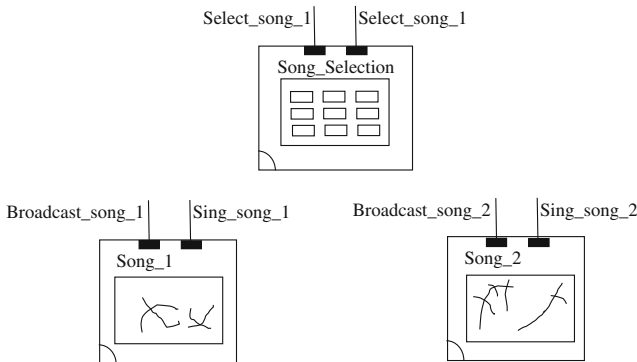 Select_song_1 Select_song_1
Song_Selection
Broadcast_song_1 Sing_song_1
Song_1
Broadcast_song_2 Sing_song_2
Song_2